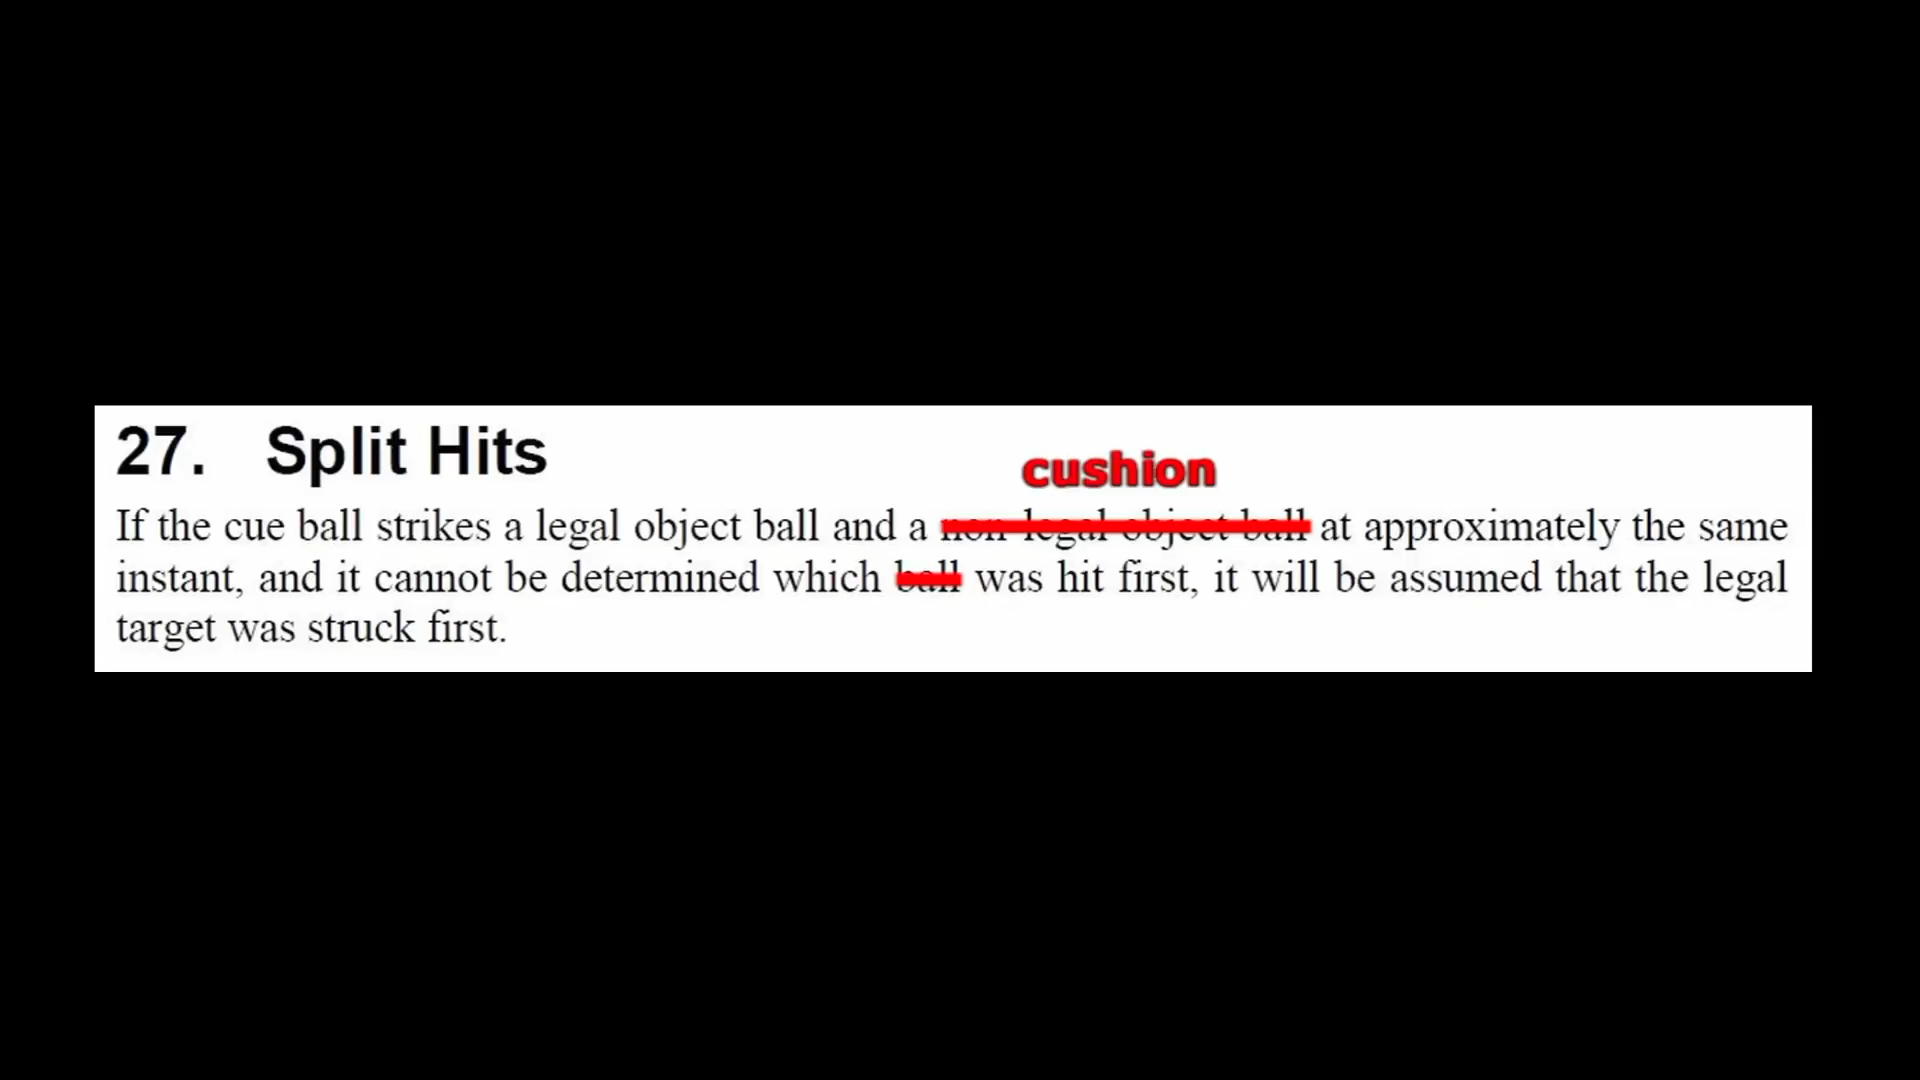 27. Split Hits
cushion
If the cue ball strikes a legal object ball and a non-legal object ball at approximately the same
instant, and it cannot be determined which ball was hit first, it will be assumed that the legal
target was struck first.